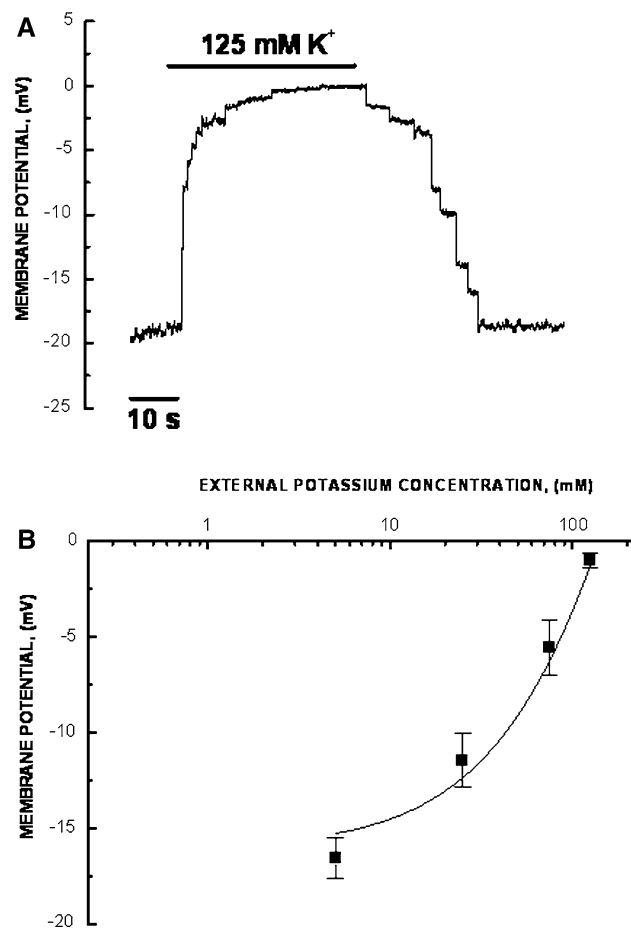 A
125 mM K+
MEMBRANE POTENTIAL, (mV)
0
-5
-10
-15
-20
-25
10 s
B
EXTERNAL POTASSIUM CONCENTRATION, (mM)
1 10 100
MEMBRANE POTENTIAL, (mV)
0
-5
-10
-15
-20